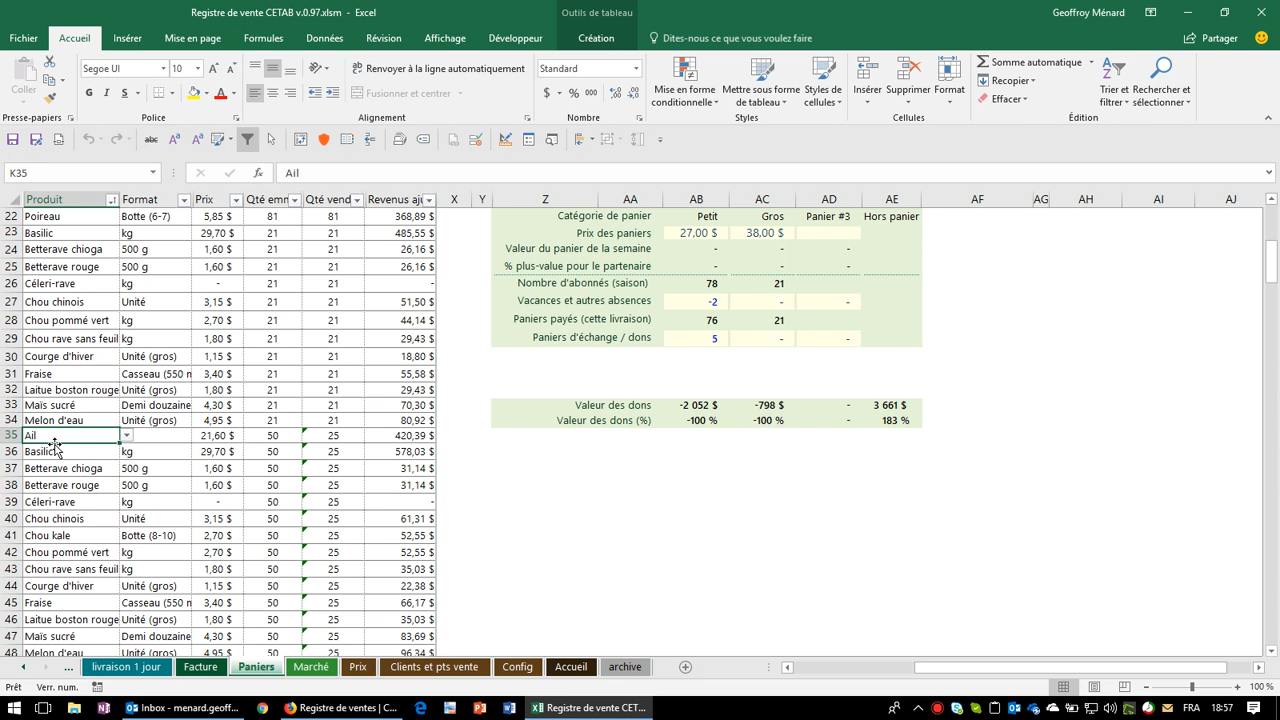 Registre de vente CETAB v.0.97.xlsm - Excel
Outils de tableau
Geoffroy Ménard
Fichier Accueil Insérer Mise en page Formules Données Révision Affichage Développeur Création Dites-nous ce que vous voulez faire Partager
Coller
Segoe UI 10
Renvoyer à la ligne automatiquement
Standard
Somme automatique
G N S
Fusionner et centrer
$ % 000
Mise en forme conditionnelle
Mettre sous forme de tableau
Styles de cellules
Insérer Supprimer Format
Recopier
Effacer
Trier et filtrer
Rechercher et sélectionner
Presse-papiers Police Alignement Nombre Styles Cellules Édition
K35 fx Ail
Produit Format Prix Qté emm Qté vend Revenus aju X Y Z AA AB AC AD AE AF AG AH AI AJ
22 Poireau Botte (6-7) 5,85 $ 81 81 368,89 $ Catégorie de panier Petit Gros Panier #3 Hors panier
23 Basilic kg 29,70 $ 21 21 485,55 $ Prix des paniers 27,00 $ 38,00 $
24 Betterave chioga 500 g 1,60 $ 21 21 26,16 $ Valeur du panier de la semaine - - -
25 Betterave rouge 500 g 1,60 $ 21 21 26,16 $ % plus-value pour le partenaire - - -
26 Céleri-rave kg - 21 21 - Nombre d'abonnés (saison) 78 21
27 Chou chinois Unité 3,15 $ 21 21 51,50 $ Vacances et autres absences -2 - -
28 Chou pommé vert kg 2,70 $ 21 21 44,14 $ Paniers payés (cette livraison) 76 21
29 Chou rave sans feuil kg 1,80 $ 21 21 29,43 $ Paniers d'échange / dons 5 - -
30 Courge d'hiver Unité (gros) 1,15 $ 21 21 18,80 $
31 Fraise Casseau (550 m 3,40 $ 21 21 55,58 $
32 Laitue boston rouge Unité (gros) 1,80 $ 21 21 29,43 $
33 Maïs sucré Demi douzaine 4,30 $ 21 21 70,30 $ Valeur des dons -2 052 $ -798 $ - 3 661 $
34 Melon d'eau Unité (gros) 4,95 $ 21 21 80,92 $ Valeur des dons (%) -100 % -100 % - 183 %
35 Ail 21,60 $ 50 25 420,39 $
36 Basilic kg 29,70 $ 50 25 578,03 $
37 Betterave chioga 500 g 1,60 $ 50 25 31,14 $
38 Betterave rouge 500 g 1,60 $ 50 25 31,14 $
39 Céleri-rave kg - 50 25 -
40 Chou chinois Unité 3,15 $ 50 25 61,31 $
41 Chou kale Botte (8-10) 2,70 $ 50 25 52,55 $
42 Chou pommé vert kg 2,70 $ 50 25 52,55 $
43 Chou rave sans feuil kg 1,80 $ 50 25 35,03 $
44 Courge d'hiver Unité (gros) 1,15 $ 50 25 22,38 $
45 Fraise Casseau (550 m 3,40 $ 50 25 66,17 $
46 Laitue boston rouge Unité (gros) 1,80 $ 50 25 35,03 $
47 Maïs sucré Demi douzaine 4,30 $ 50 25 83,69 $
48 Melon d'eau Unité (gros) 4,95 $ 50 25 96,34 $
... livraison 1 jour Facture Paniers Marché Prix Clients et pts vente Config Accueil archive
Prêt Verr. num. 100 %
Inbox - menard.geoff... Registre de ventes | C... Registre de vente CET... FRA 18:57